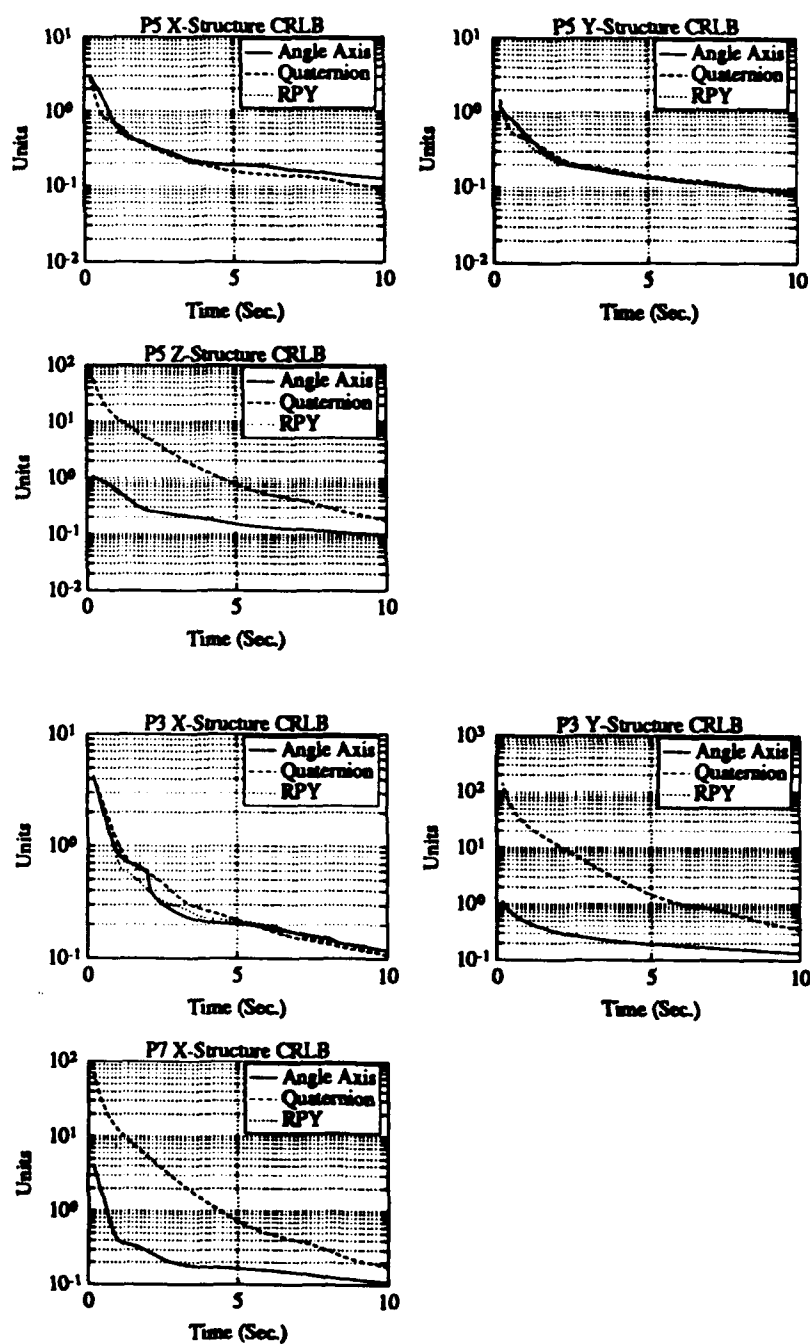 P5 X-Structure CRLB
10¹
10⁰
10⁻¹
10⁻²
Units
Angle Axis
Quaternion
RPY
0 5 10
Time (Sec.)
P5 Y-Structure CRLB
10¹
10⁰
10⁻¹
10⁻²
Units
Angle Axis
Quaternion
RPY
0 5 10
Time (Sec.)
P5 Z-Structure CRLB
10²
10¹
10⁰
10⁻¹
10⁻²
Units
Angle Axis
Quaternion
RPY
0 5 10
Time (Sec.)
P3 X-Structure CRLB
10¹
10⁰
10⁻¹
Units
Angle Axis
Quaternion
RPY
0 5 10
Time (Sec.)
P3 Y-Structure CRLB
10³
10²
10¹
10⁰
10⁻¹
Units
Angle Axis
Quaternion
RPY
0 5 10
Time (Sec.)
P7 X-Structure CRLB
10²
10¹
10⁰
10⁻¹
Units
Angle Axis
Quaternion
RPY
0 5 10
Time (Sec.)